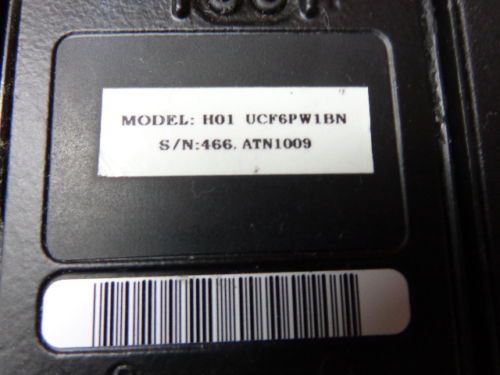 MODEL: H01 UCF6PW1BN
S/N:466. ATN1009